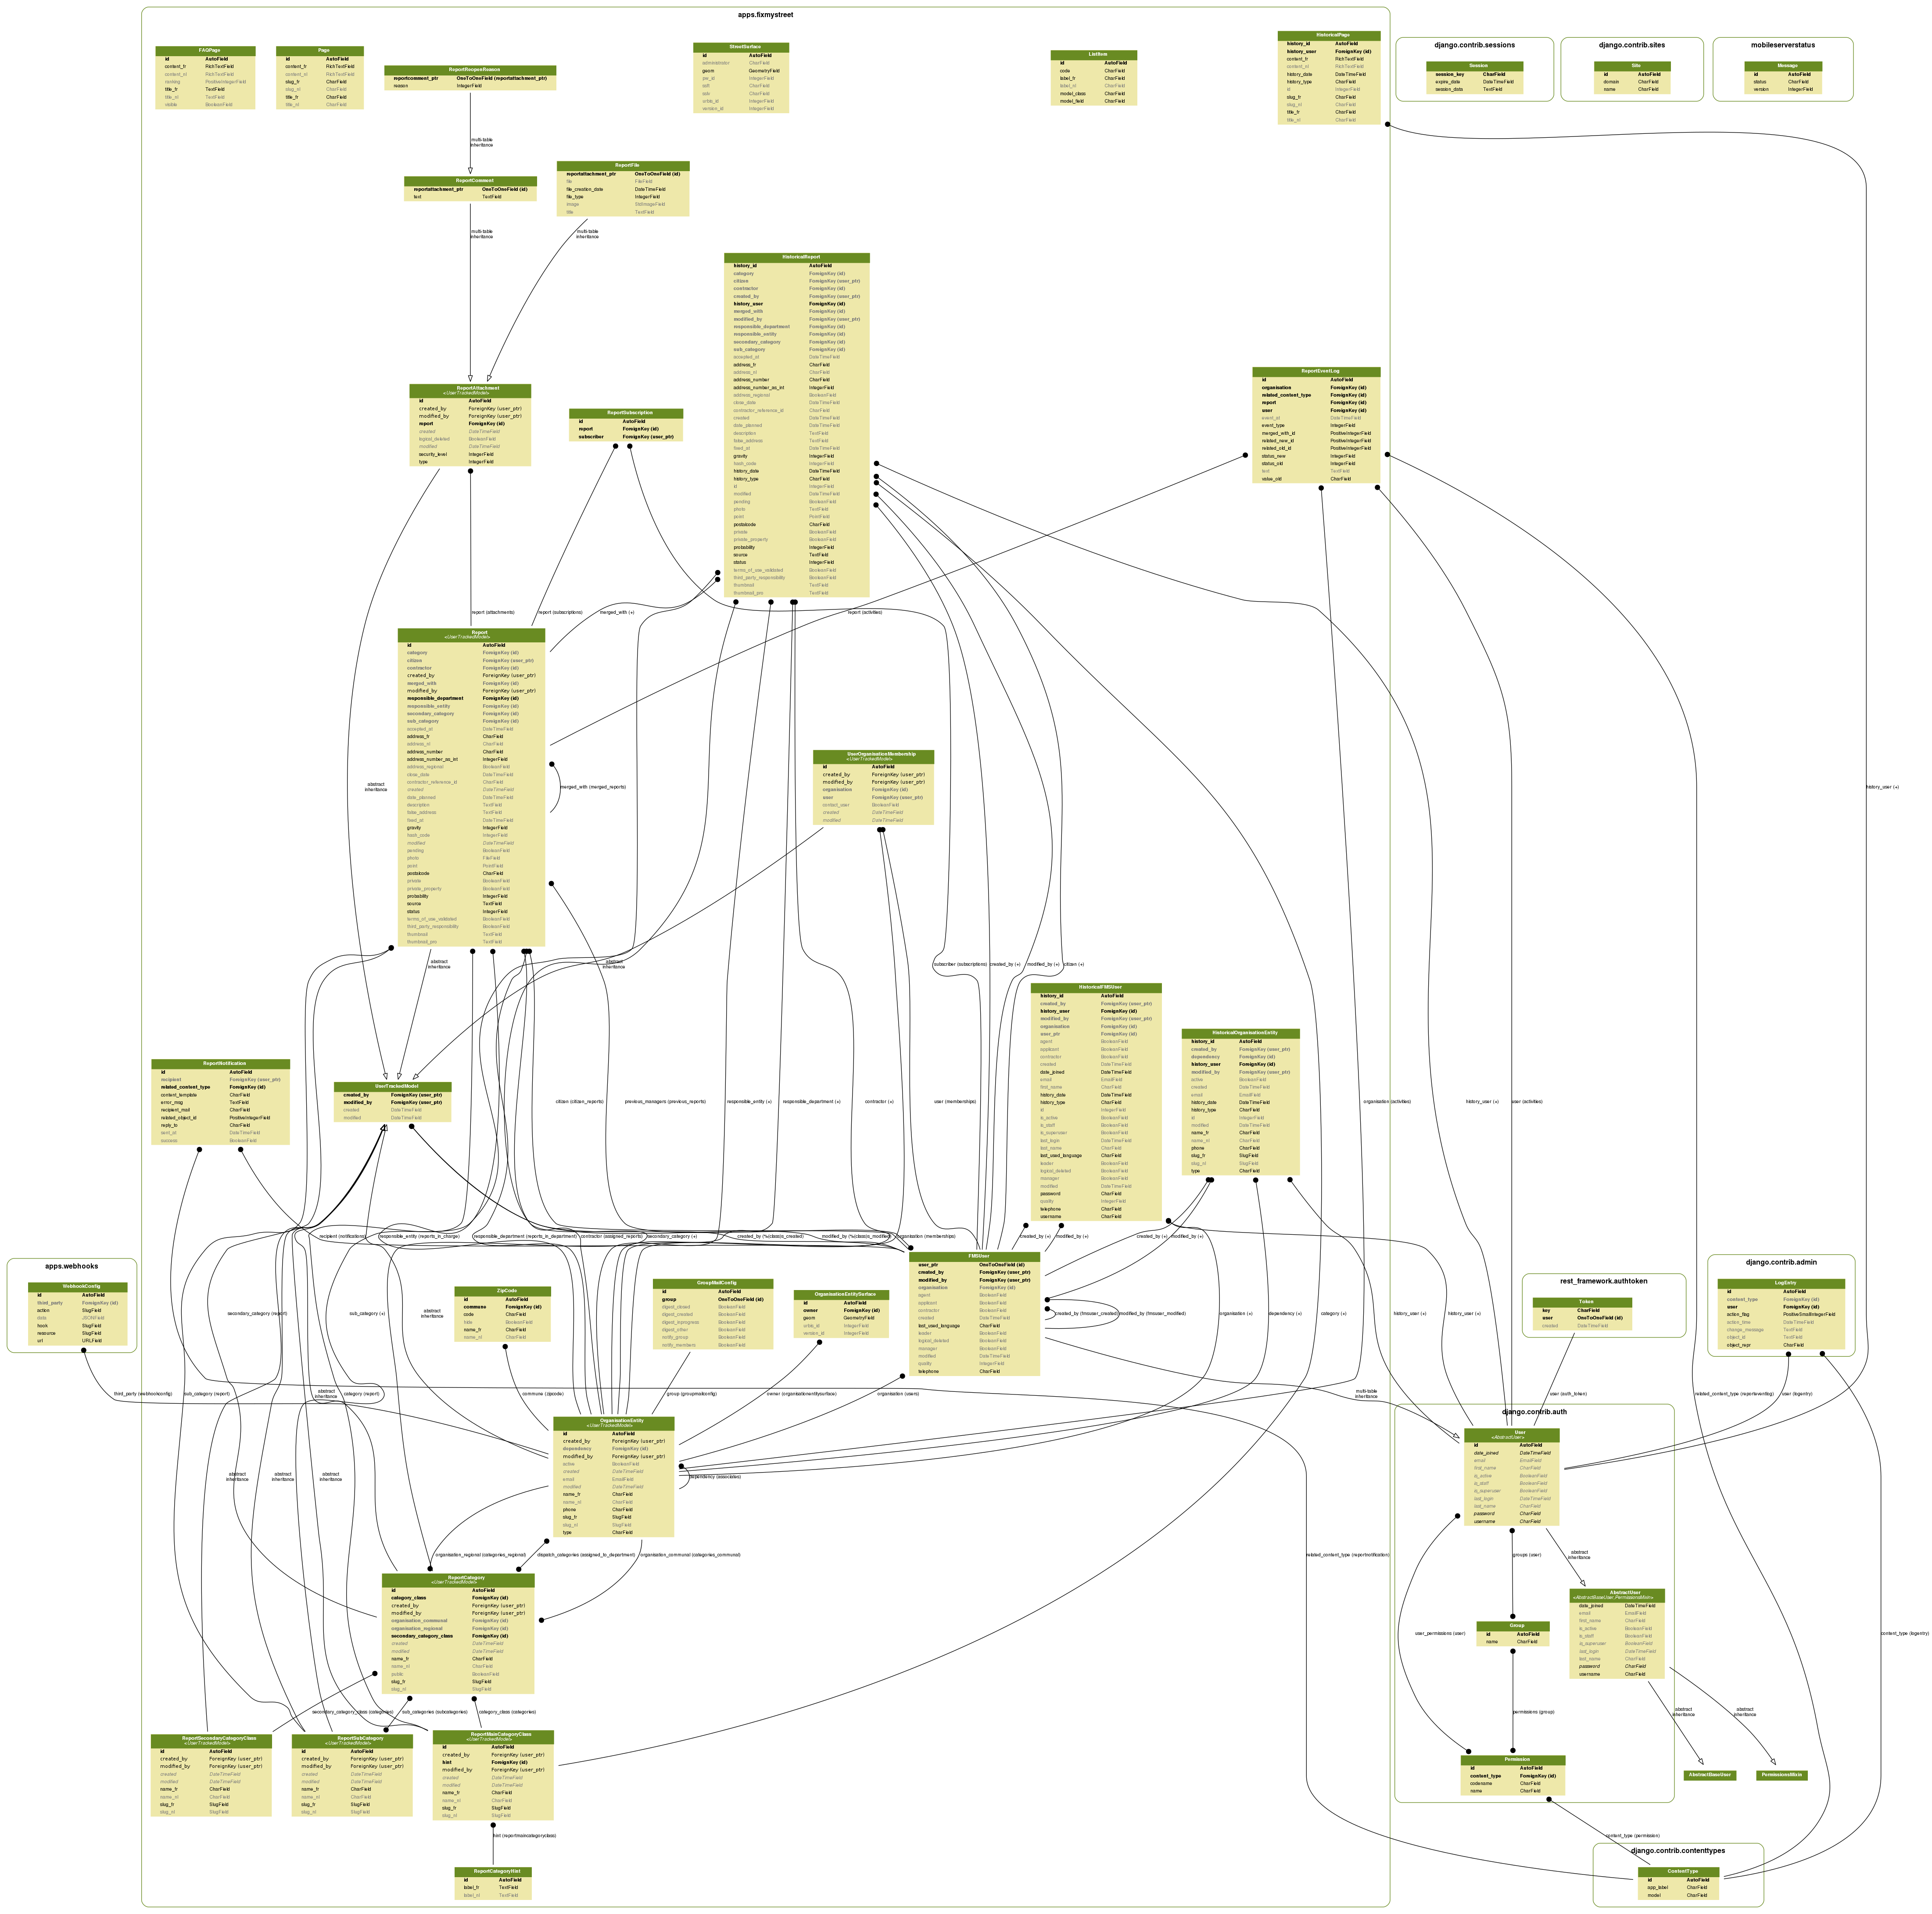 apps.fixmystreet
FAQPage
id AutoField
content_fr RichTextField
content_nl RichTextField
ranking PositiveIntegerField
title_fr TextField
title_nl TextField
visible BooleanField
Page
id AutoField
content_fr RichTextField
content_nl RichTextField
slug_fr CharField
slug_nl CharField
title_fr CharField
title_nl CharField
ReportReopenReason
reportcomment_ptr OneToOneField (reportattachment_ptr)
reason IntegerField
StreetSurface
id AutoField
administrator CharField
geom GeometryField
pw_id IntegerField
ssft CharField
sslv CharField
urbis_id IntegerField
version_id IntegerField
ListItem
id AutoField
code CharField
label_fr CharField
label_nl CharField
model_class CharField
model_field CharField
HistoricalPage
history_id AutoField
history_user ForeignKey (id)
content_fr RichTextField
content_nl RichTextField
history_date DateTimeField
history_type CharField
id IntegerField
slug_fr CharField
slug_nl CharField
title_fr CharField
title_nl CharField
django.contrib.sessions
Session
session_key CharField
expire_date DateTimeField
session_data TextField
django.contrib.sites
Site
id AutoField
domain CharField
name CharField
mobileserverstatus
Message
id AutoField
status CharField
version IntegerField
multi-table
inheritance
ReportComment
reportattachment_ptr OneToOneField (id)
text TextField
ReportFile
reportattachment_ptr OneToOneField (id)
file FileField
file_creation_date DateTimeField
file_type IntegerField
image StdImageField
title TextField
multi-table
inheritance
multi-table
inheritance
HistoricalReport
history_id AutoField
category ForeignKey (id)
citizen ForeignKey (user_ptr)
contractor ForeignKey (id)
created_by ForeignKey (user_ptr)
history_user ForeignKey (id)
merged_with ForeignKey (id)
modified_by ForeignKey (user_ptr)
responsible_department ForeignKey (id)
responsible_entity ForeignKey (id)
secondary_category ForeignKey (id)
sub_category ForeignKey (id)
accepted_at DateTimeField
address_fr CharField
address_nl CharField
address_number CharField
address_number_as_int IntegerField
address_regional BooleanField
close_date DateTimeField
contractor_reference_id CharField
created DateTimeField
date_planned DateTimeField
description TextField
false_address TextField
fixed_at DateTimeField
gravity IntegerField
hash_code IntegerField
history_date DateTimeField
history_type CharField
id IntegerField
modified DateTimeField
pending BooleanField
photo TextField
point PointField
postalcode CharField
private BooleanField
private_property BooleanField
probability IntegerField
source TextField
status IntegerField
terms_of_use_validated BooleanField
third_party_responsibility BooleanField
thumbnail TextField
thumbnail_pro TextField
ReportAttachment
<UserTrackedModel>
id AutoField
created_by ForeignKey (user_ptr)
modified_by ForeignKey (user_ptr)
report ForeignKey (id)
created DateTimeField
logical_deleted BooleanField
modified DateTimeField
security_level IntegerField
type IntegerField
ReportSubscription
id AutoField
report ForeignKey (id)
subscriber ForeignKey (user_ptr)
ReportEventLog
id AutoField
organisation ForeignKey (id)
related_content_type ForeignKey (id)
report ForeignKey (id)
user ForeignKey (id)
event_at DateTimeField
event_type IntegerField
merged_with_id PositiveIntegerField
related_new_id PositiveIntegerField
related_old_id PositiveIntegerField
status_new IntegerField
status_old IntegerField
text TextField
value_old CharField
report (attachments)
report (subscriptions)
merged_with (+)
report (activities)
Report
<UserTrackedModel>
id AutoField
category ForeignKey (id)
citizen ForeignKey (user_ptr)
contractor ForeignKey (id)
created_by ForeignKey (user_ptr)
merged_with ForeignKey (id)
modified_by ForeignKey (user_ptr)
responsible_department ForeignKey (id)
responsible_entity ForeignKey (id)
secondary_category ForeignKey (id)
sub_category ForeignKey (id)
accepted_at DateTimeField
address_fr CharField
address_nl CharField
address_number CharField
address_number_as_int IntegerField
address_regional BooleanField
close_date DateTimeField
contractor_reference_id CharField
created DateTimeField
date_planned DateTimeField
description TextField
false_address TextField
fixed_at DateTimeField
gravity IntegerField
hash_code IntegerField
modified DateTimeField
pending BooleanField
photo FileField
point PointField
postalcode CharField
private BooleanField
private_property BooleanField
probability IntegerField
source TextField
status IntegerField
terms_of_use_validated BooleanField
third_party_responsibility BooleanField
thumbnail TextField
thumbnail_pro TextField
abstract
inheritance
merged_with (merged_reports)
UserOrganisationMembership
<UserTrackedModel>
id AutoField
created_by ForeignKey (user_ptr)
modified_by ForeignKey (user_ptr)
organisation ForeignKey (id)
user ForeignKey (user_ptr)
contact_user BooleanField
created DateTimeField
modified DateTimeField
history_user (+)
abstract
inheritance
abstract
inheritance
subscriber (subscriptions)
created_by (+)
modified_by (+)
citizen (+)
HistoricalFMSUser
history_id AutoField
created_by ForeignKey (user_ptr)
history_user ForeignKey (id)
modified_by ForeignKey (user_ptr)
organisation ForeignKey (id)
user_ptr ForeignKey (id)
agent BooleanField
applicant BooleanField
contractor BooleanField
created DateTimeField
date_joined DateTimeField
email EmailField
first_name CharField
history_date DateTimeField
history_type CharField
id IntegerField
is_active BooleanField
is_staff BooleanField
is_superuser BooleanField
last_login DateTimeField
last_name CharField
last_used_language CharField
leader BooleanField
logical_deleted BooleanField
manager BooleanField
modified DateTimeField
password CharField
quality IntegerField
telephone CharField
username CharField
HistoricalOrganisationEntity
history_id AutoField
created_by ForeignKey (user_ptr)
dependency ForeignKey (id)
history_user ForeignKey (id)
modified_by ForeignKey (user_ptr)
active BooleanField
created DateTimeField
email EmailField
history_date DateTimeField
history_type CharField
id IntegerField
modified DateTimeField
name_fr CharField
name_nl CharField
phone CharField
slug_fr SlugField
slug_nl SlugField
type CharField
ReportNotification
id AutoField
recipient ForeignKey (user_ptr)
related_content_type ForeignKey (id)
content_template CharField
error_msg TextField
recipient_mail CharField
related_object_id PositiveIntegerField
reply_to CharField
sent_at DateTimeField
success BooleanField
UserTrackedModel
created_by ForeignKey (user_ptr)
modified_by ForeignKey (user_ptr)
created DateTimeField
modified DateTimeField
citizen (citizen_reports)
previous_managers (previous_reports)
responsible_entity (+)
responsible_department (+)
contractor (+)
user (memberships)
organisation (activities)
history_user (+)
user (activities)
recipient (notifications)
responsible_entity (reports_in_charge)
responsible_department (reports_in_department)
contractor (assigned_reports)
secondary_category (+)
created_by (%(class)s_created)
modified_by (%(class)s_modified)
organisation (memberships)
created_by (+)
modified_by (+)
created_by (+)
modified_by (+)
FMSUser
user_ptr OneToOneField (id)
created_by ForeignKey (user_ptr)
modified_by ForeignKey (user_ptr)
organisation ForeignKey (id)
agent BooleanField
applicant BooleanField
contractor BooleanField
created DateTimeField
last_used_language CharField
leader BooleanField
logical_deleted BooleanField
manager BooleanField
modified DateTimeField
quality IntegerField
telephone CharField
apps.webhooks
WebhookConfig
id AutoField
third_party ForeignKey (id)
action SlugField
data JSONField
hook SlugField
resource SlugField
url URLField
ZipCode
id AutoField
commune ForeignKey (id)
code CharField
hide BooleanField
name_fr CharField
name_nl CharField
GroupMailConfig
id AutoField
group OneToOneField (id)
digest_closed BooleanField
digest_created BooleanField
digest_inprogress BooleanField
digest_other BooleanField
notify_group BooleanField
notify_members BooleanField
OrganisationEntitySurface
id AutoField
owner ForeignKey (id)
geom GeometryField
urbis_id IntegerField
version_id IntegerField
rest_framework.authtoken
Token
key CharField
user OneToOneField (id)
created DateTimeField
django.contrib.admin
LogEntry
id AutoField
content_type ForeignKey (id)
user ForeignKey (id)
action_flag PositiveSmallIntegerField
action_time DateTimeField
change_message TextField
object_id TextField
object_repr CharField
secondary_category (report)
sub_category (+)
abstract
inheritance
created_by (fmsuser_created)
modified_by (fmsuser_modified)
organisation (+)
dependency (+)
category (+)
history_user (+)
history_user (+)
third_party (webhookconfig)
sub_category (report)
abstract
inheritance
category (report)
commune (zipcode)
group (groupmailconfig)
owner (organisationentitysurface)
organisation (users)
multi-table
inheritance
user (auth_token)
related_content_type (reporteventlog)
user (logentry)
OrganisationEntity
<UserTrackedModel>
id AutoField
created_by ForeignKey (user_ptr)
dependency ForeignKey (id)
modified_by ForeignKey (user_ptr)
active BooleanField
created DateTimeField
email EmailField
modified DateTimeField
name_fr CharField
name_nl CharField
phone CharField
slug_fr SlugField
slug_nl SlugField
type CharField
dependency (associates)
django.contrib.auth
User
<AbstractUser>
id AutoField
date_joined DateTimeField
email EmailField
first_name CharField
is_active BooleanField
is_staff BooleanField
is_superuser BooleanField
last_login DateTimeField
last_name CharField
password CharField
username CharField
abstract
inheritance
abstract
inheritance
abstract
inheritance
organisation_regional (categories_regional)
dispatch_categories (assigned_to_department)
organisation_communal (categories_communal)
related_content_type (reportnotification)
groups (user)
abstract
inheritance
ReportCategory
<UserTrackedModel>
id AutoField
category_class ForeignKey (id)
created_by ForeignKey (user_ptr)
modified_by ForeignKey (user_ptr)
organisation_communal ForeignKey (id)
organisation_regional ForeignKey (id)
secondary_category_class ForeignKey (id)
created DateTimeField
modified DateTimeField
name_fr CharField
name_nl CharField
public BooleanField
slug_fr SlugField
slug_nl SlugField
AbstractUser
<AbstractBaseUser,PermissionsMixin>
date_joined DateTimeField
email EmailField
first_name CharField
is_active BooleanField
is_staff BooleanField
is_superuser BooleanField
last_login DateTimeField
last_name CharField
password CharField
username CharField
Group
id AutoField
name CharField
user_permissions (user)
content_type (logentry)
secondary_category_class (categories)
sub_categories (subcategories)
category_class (categories)
permissions (group)
abstract
inheritance
abstract
inheritance
ReportSecondaryCategoryClass
<UserTrackedModel>
id AutoField
created_by ForeignKey (user_ptr)
modified_by ForeignKey (user_ptr)
created DateTimeField
modified DateTimeField
name_fr CharField
name_nl CharField
slug_fr SlugField
slug_nl SlugField
ReportSubCategory
<UserTrackedModel>
id AutoField
created_by ForeignKey (user_ptr)
modified_by ForeignKey (user_ptr)
created DateTimeField
modified DateTimeField
name_fr CharField
name_nl CharField
slug_fr SlugField
slug_nl SlugField
ReportMainCategoryClass
<UserTrackedModel>
id AutoField
created_by ForeignKey (user_ptr)
hint ForeignKey (id)
modified_by ForeignKey (user_ptr)
created DateTimeField
modified DateTimeField
name_fr CharField
name_nl CharField
slug_fr SlugField
slug_nl SlugField
Permission
id AutoField
content_type ForeignKey (id)
codename CharField
name CharField
AbstractBaseUser
PermissionsMixin
hint (reportmaincategoryclass)
content_type (permission)
ReportCategoryHint
id AutoField
label_fr TextField
label_nl TextField
django.contrib.contenttypes
ContentType
id AutoField
app_label CharField
model CharField